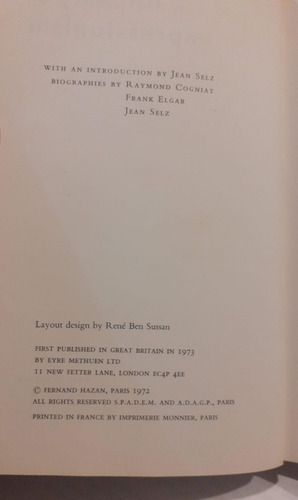 WITH AN INTRODUCTION BY JEAN SELZ
BIOGRAPHIES BY RAYMOND COGNIAT
FRANK ELGAR
JEAN SELZ
Layout design by René Ben Sussan
FIRST PUBLISHED IN GREAT BRITAIN IN 1973
BY EYRE METHUEN LTD
11 NEW FETTER LANE, LONDON EC4P 4EE
© FERNAND HAZAN, PARIS 1972
ALL RIGHTS RESERVED S.P.A.D.E.M. AND A.D.A.G.P., PARIS
PRINTED IN FRANCE BY IMPRIMERIE MONNIER, PARIS